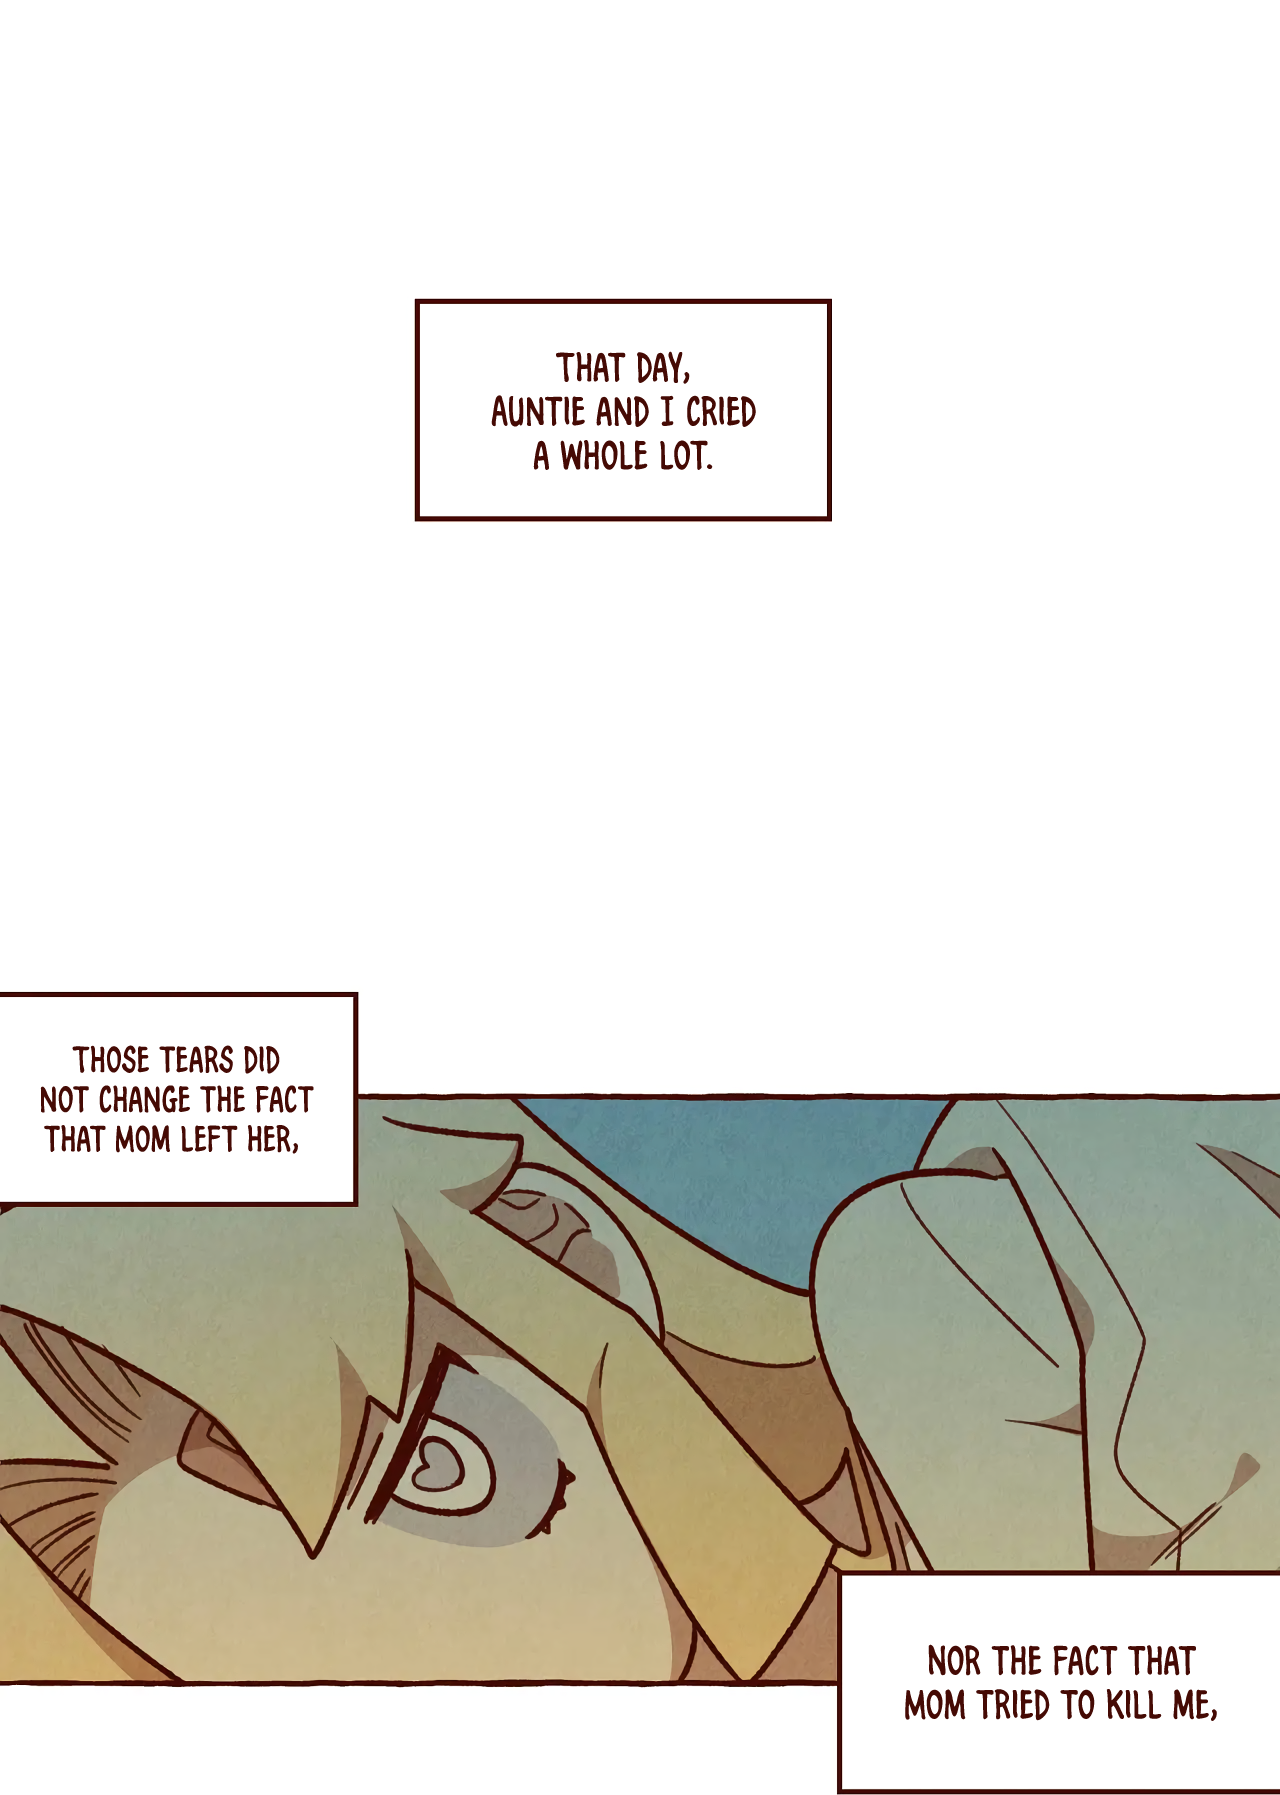 THAT DAY,
AUNTIE AND I CRIED
A WHOLE LOT.
THOSE TEARS DID
NOT CHANGE THE FACT
THAT MOM LEFT HER,
NOR THE FACT THAT
MOM TRIED TO KILL ME,